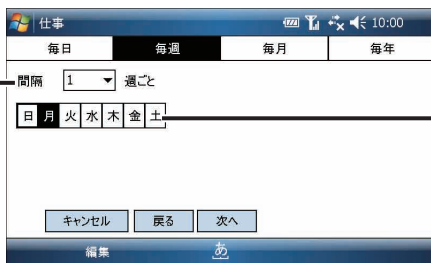 仕事 10:00
毎日 毎週 毎月 毎年
間隔 1 週ごと
日 月 火 水 木 金 土
キャンセル 戻る 次へ
編集 あ